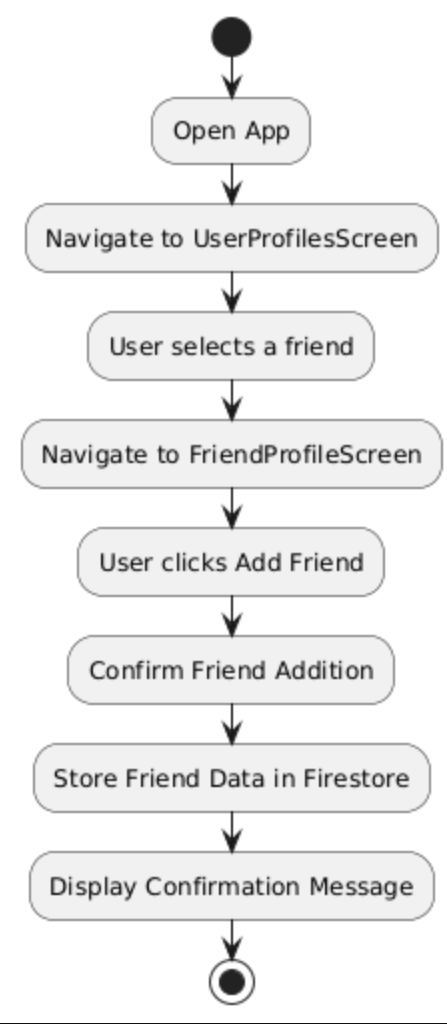 Open App
Navigate to UserProfilesScreen
User selects a friend
Navigate to FriendProfileScreen
User clicks Add Friend
Confirm Friend Addition
Store Friend Data in Firestore
Display Confirmation Message